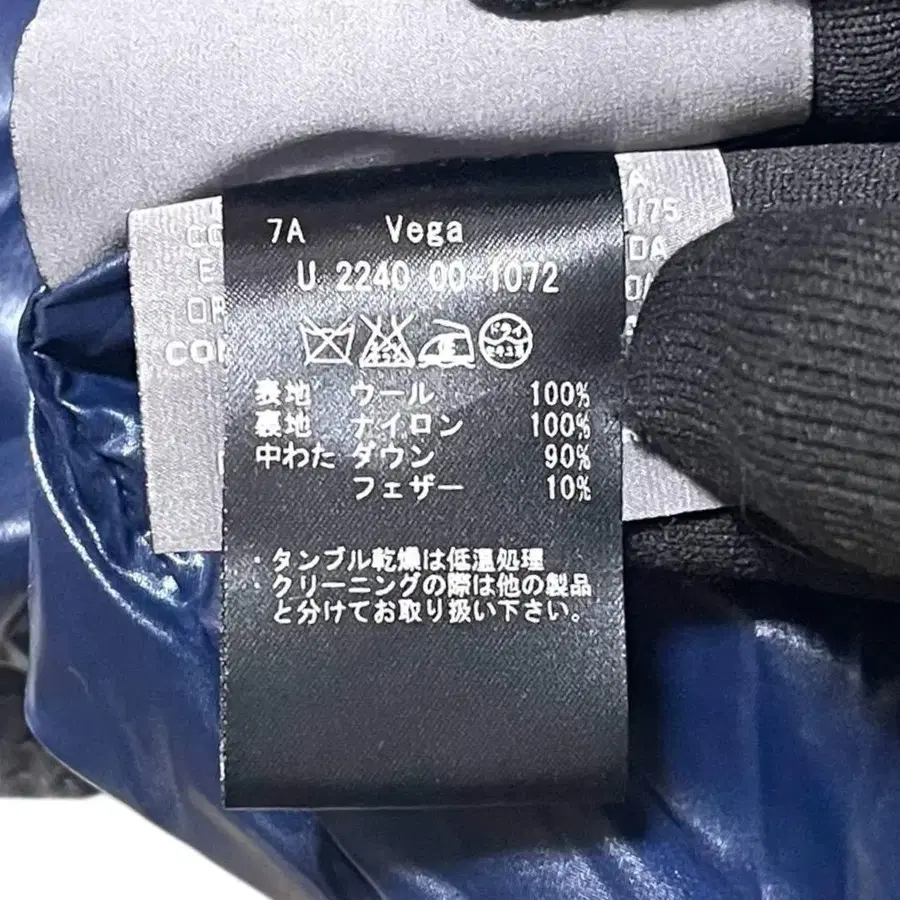 7A Vega
U 2240 00-1072
ドライ
表地 ウール 100%
裏地 ナイロン 100%
中わた ダウン 90%
フェザー 10%
・タンブル乾燥は低温処理
・クリーニングの際は他の製品
と分けてお取り扱い下さい。